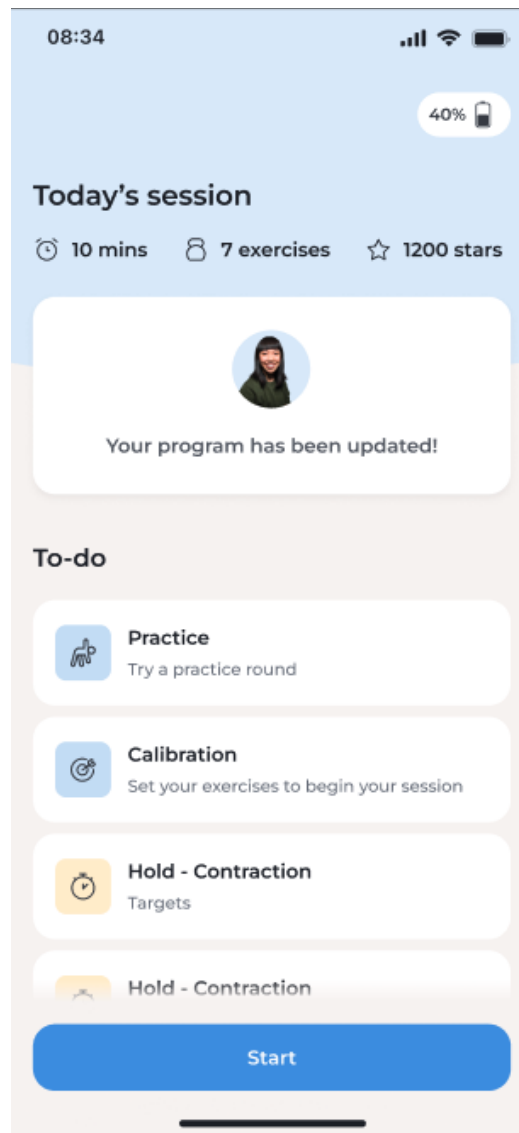 08:34
40%
Today’s session
10 mins 7 exercises 1200 stars
Your program has been updated!
To-do
Practice
Try a practice round
Calibration
Set your exercises to begin your session
Hold - Contraction
Targets
Hold - Contraction
Start